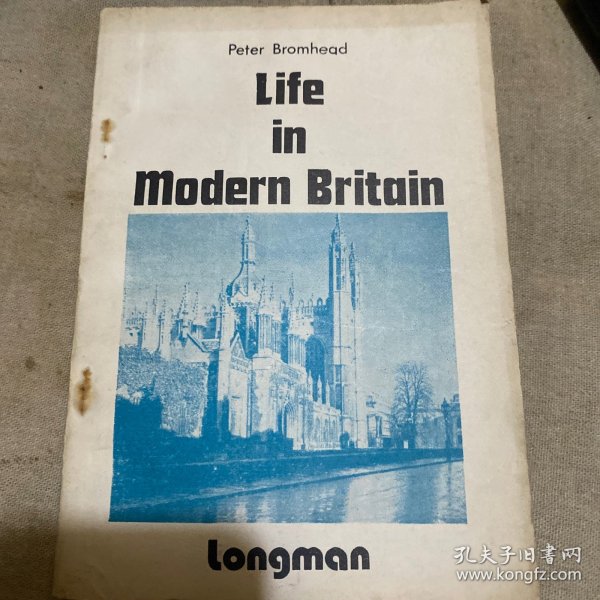 Peter Bromhead
Life
in
Modern Britain
Longman
孔夫子旧书网
www.kongfz.com